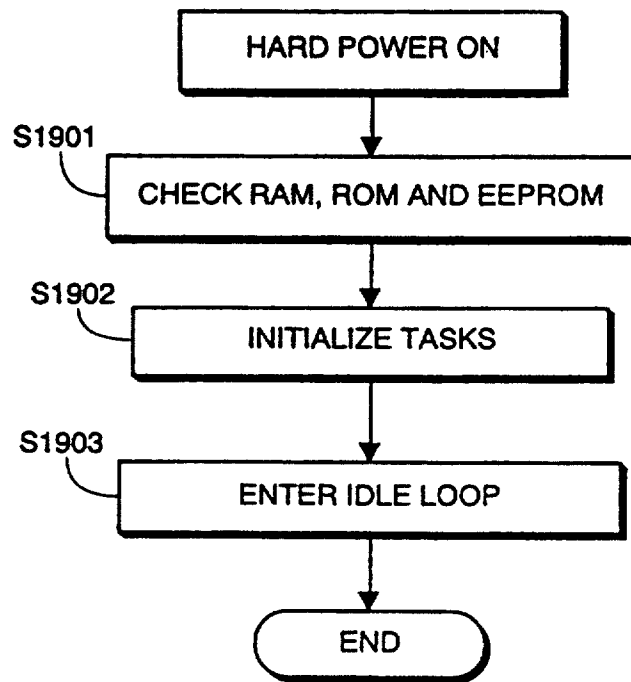 HARD POWER ON
S1901
CHECK RAM, ROM AND EEPROM
S1902
INITIALIZE TASKS
S1903
ENTER IDLE LOOP
END